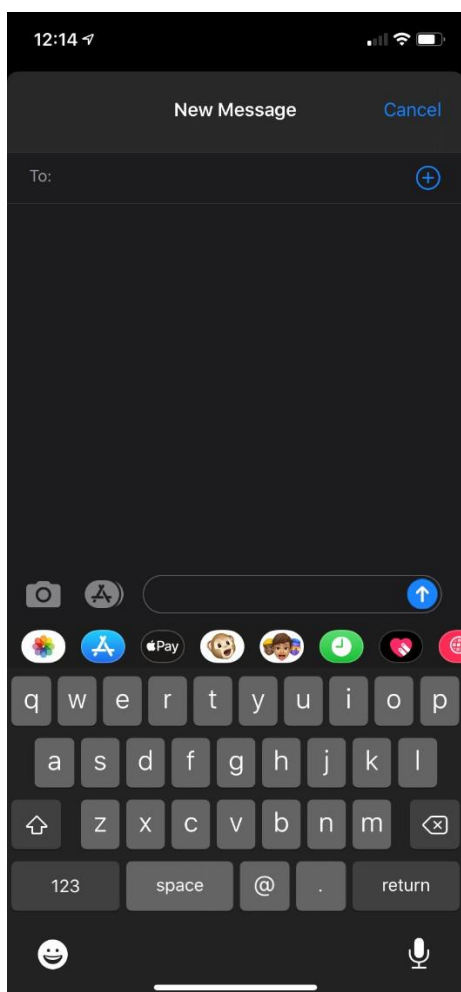 12:14
New Message Cancel
To:
Pay
q w e r t y u i o p
a s d f g h j k l
z x c v b n m
123 space @ . return